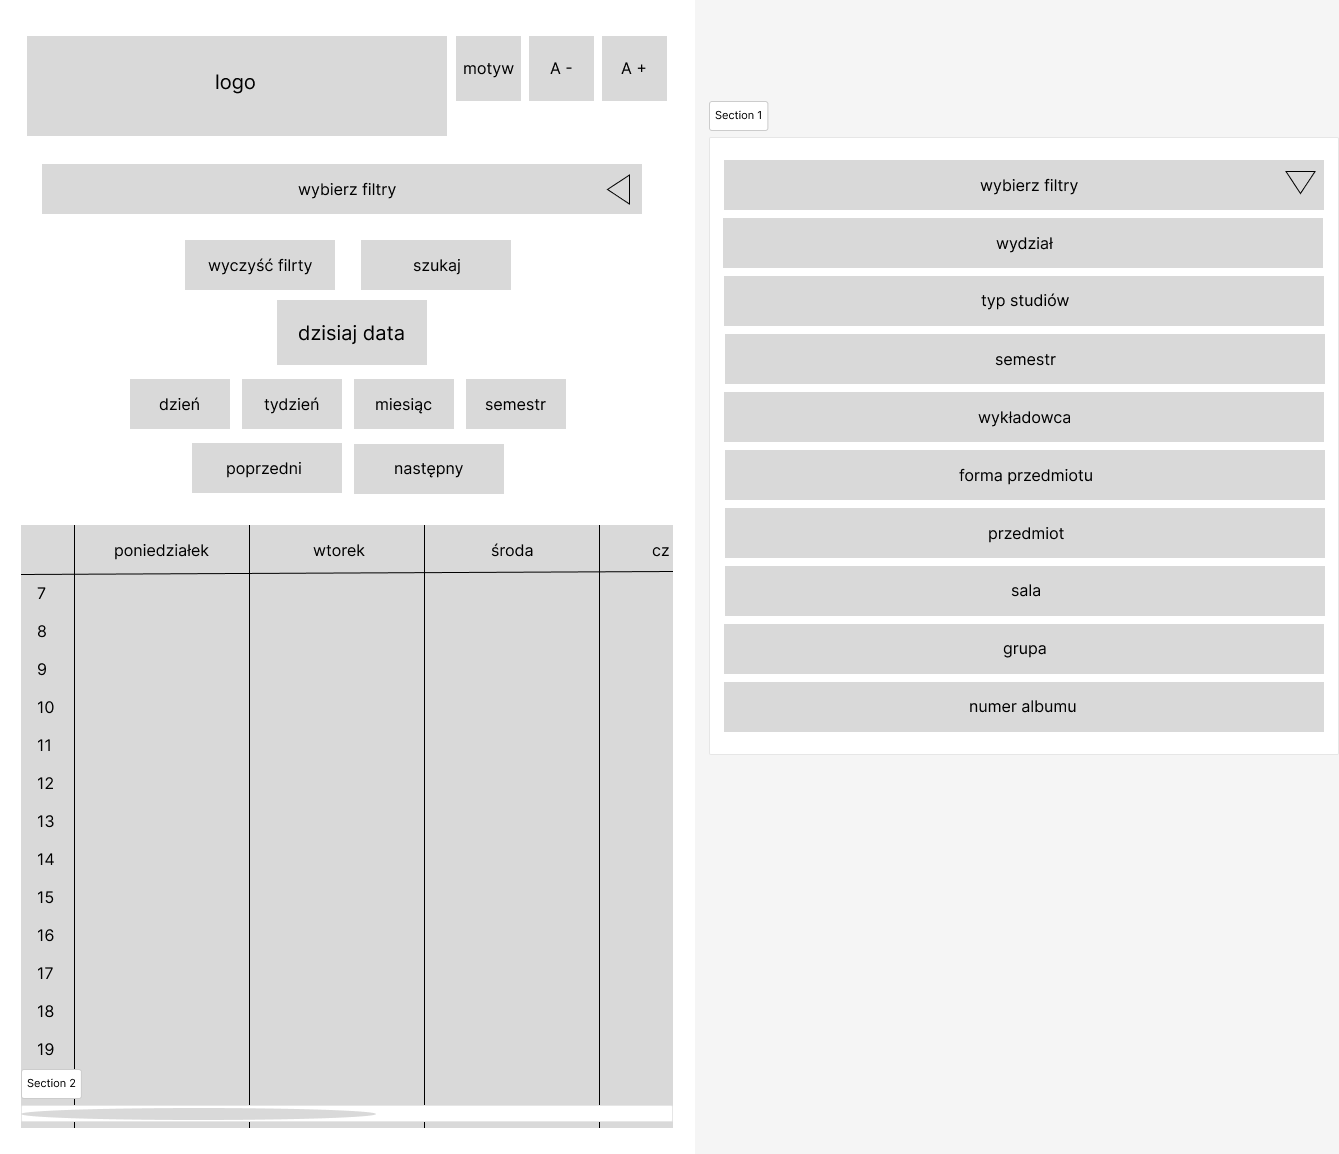 logo
motyw
A -
A +
wybierz filtry
wyczyść filrty
szukaj
dzisiaj data
dzień
tydzień
miesiąc
semestr
poprzedni
następny
poniedziałek
wtorek
środa
cz
7
8
9
10
11
12
13
14
15
16
17
18
19
Section 2
Section 1
wybierz filtry
wydział
typ studiów
semestr
wykładowca
forma przedmiotu
przedmiot
sala
grupa
numer albumu